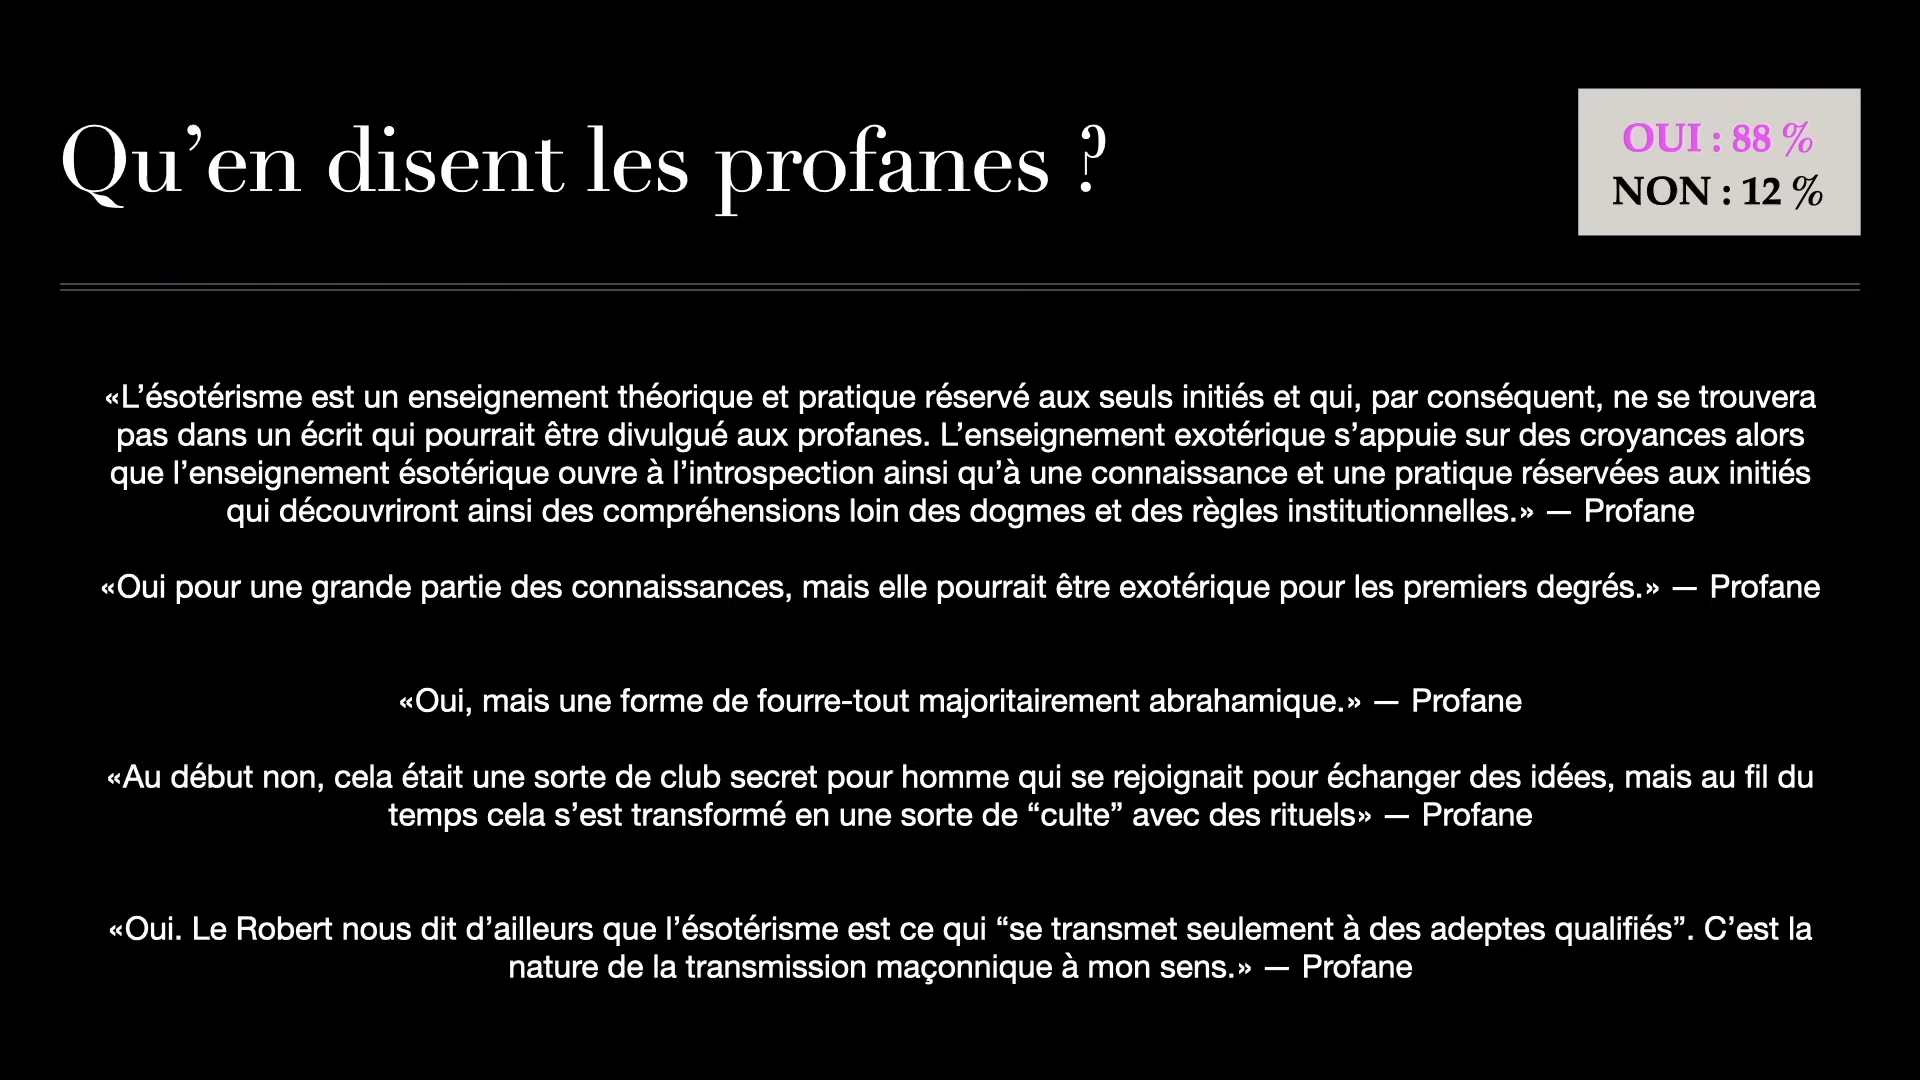 Qu’en disent les profanes ?
OUI : 88 %
NON : 12 %
«L’ésotérisme est un enseignement théorique et pratique réservé aux seuls initiés et qui, par conséquent, ne se trouvera
pas dans un écrit qui pourrait être divulgué aux profanes. L’enseignement exotérique s’appuie sur des croyances alors
que l’enseignement ésotérique ouvre à l’introspection ainsi qu’à une connaissance et une pratique réservées aux initiés
qui découvriront ainsi des compréhensions loin des dogmes et des règles institutionnelles.» — Profane
«Oui pour une grande partie des connaissances, mais elle pourrait être exotérique pour les premiers degrés.» — Profane
«Oui, mais une forme de fourre-tout majoritairement abrahamique.» — Profane
«Au début non, cela était une sorte de club secret pour homme qui se rejoignait pour échanger des idées, mais au fil du
temps cela s’est transformé en une sorte de “culte” avec des rituels» — Profane
«Oui. Le Robert nous dit d’ailleurs que l’ésotérisme est ce qui “se transmet seulement à des adeptes qualifiés”. C’est la
nature de la transmission maçonnique à mon sens.» — Profane